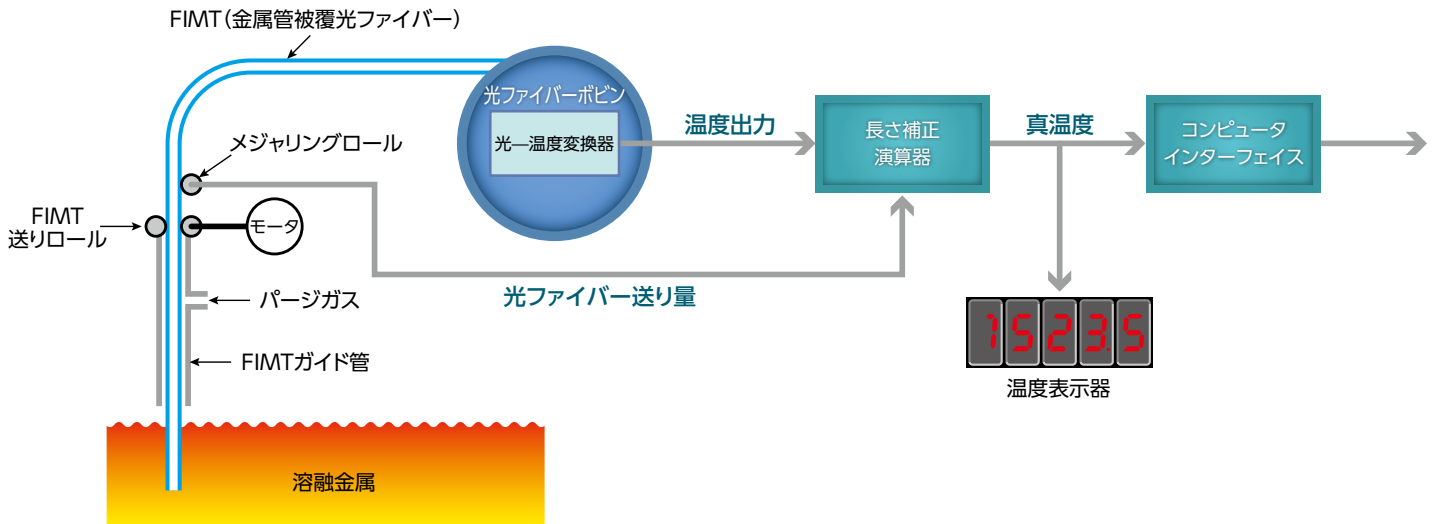 FIMT（金属管被覆光ファイバー）
光ファイバーボビン
光―温度変換器
温度出力
長さ補正
演算器
真温度
コンピュータ
インターフェイス
メジャリングロール
FIMT
送りロール
モータ
パージガス
光ファイバー送り量
FIMTガイド管
1523.5
温度表示器
溶融金属